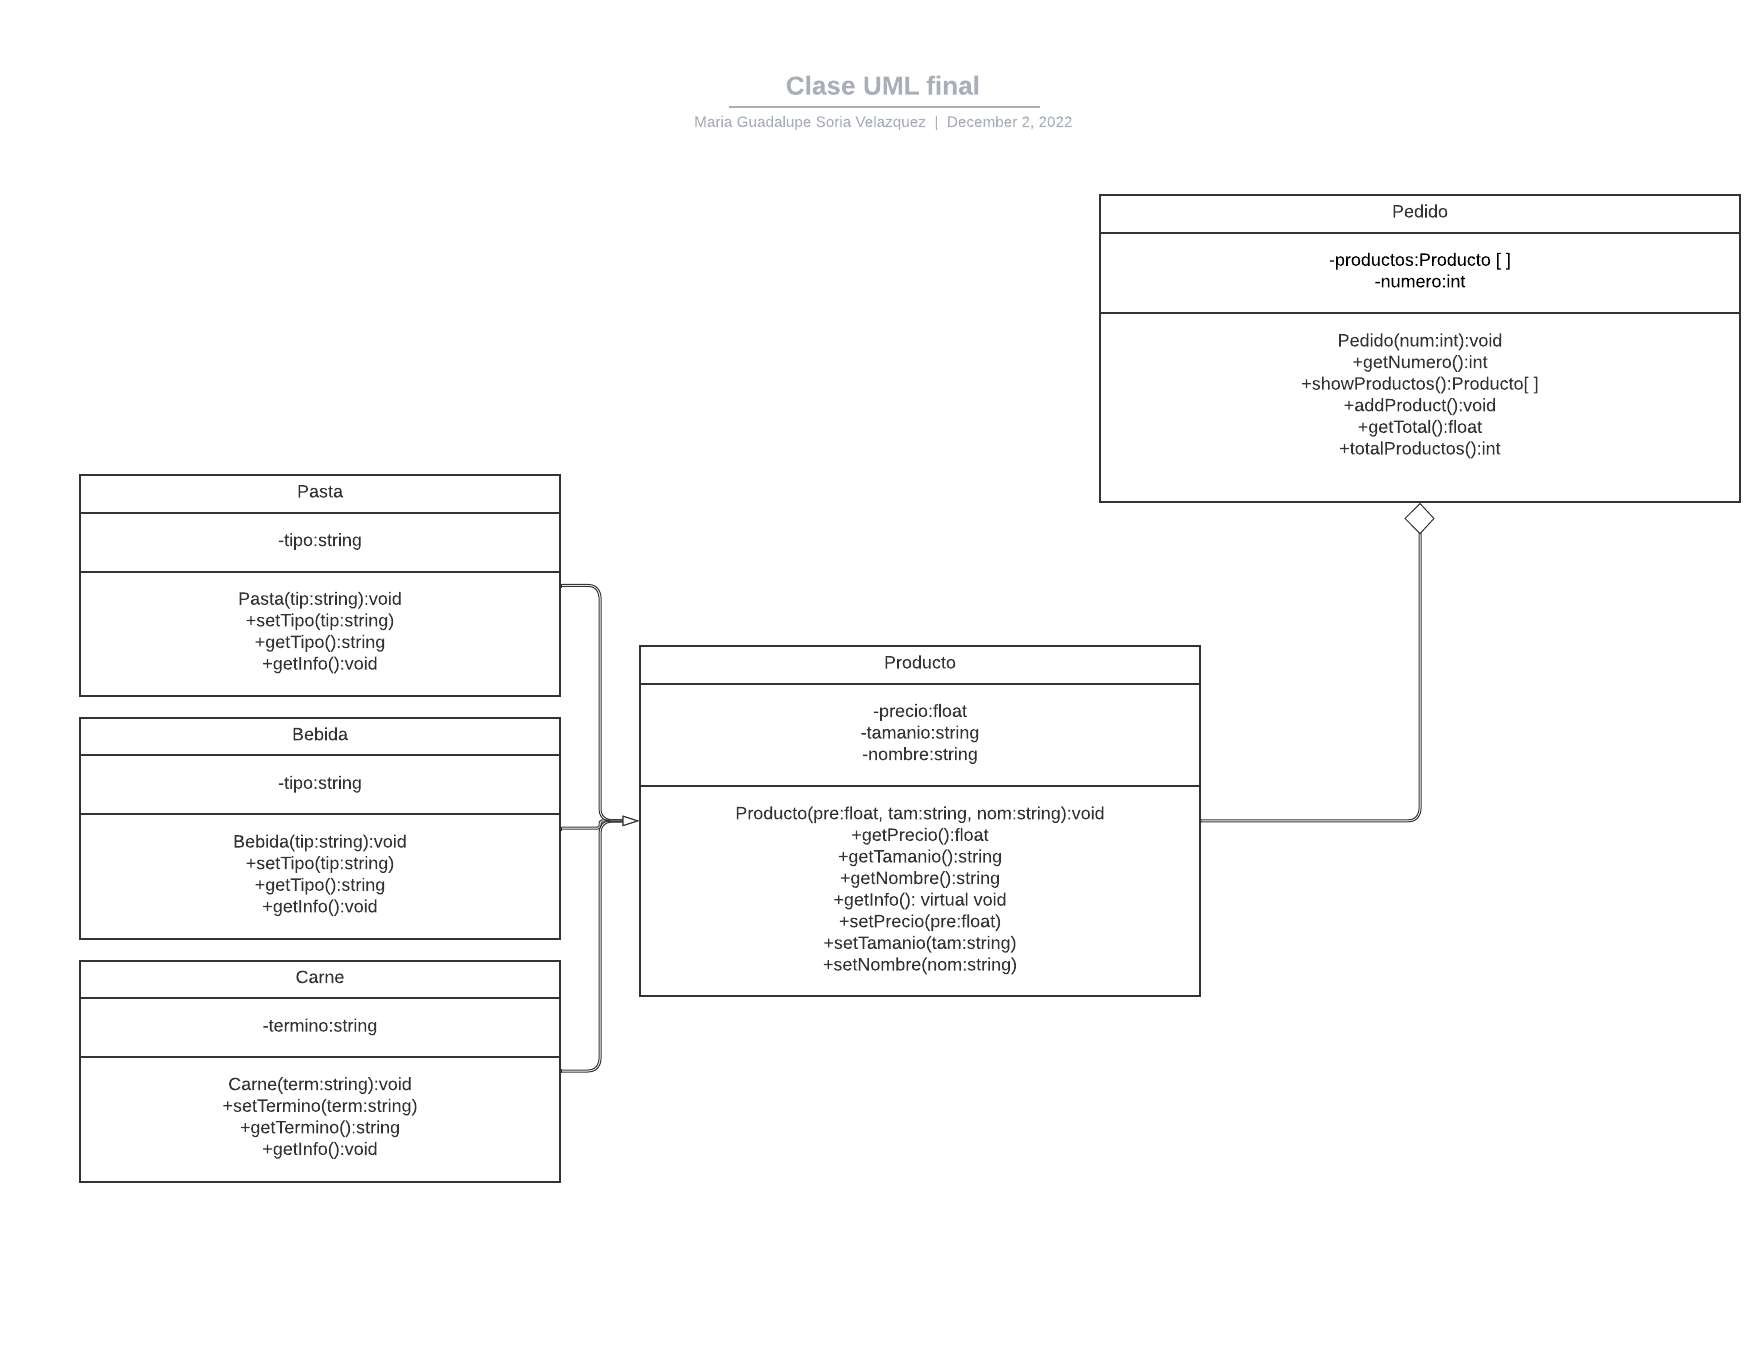 Clase UML final
Maria Guadalupe Soria Velazquez | December 2, 2022
Pedido
-productos:Producto [ ]
-numero:int
Pedido(num:int):void
+getNumero():int
+showProductos():Producto[ ]
+addProduct():void
+getTotal():float
+totalProductos():int
Pasta
-tipo:string
Pasta(tip:string):void
+setTipo(tip:string)
+getTipo():string
+getInfo():void
Bebida
-tipo:string
Bebida(tip:string):void
+setTipo(tip:string)
+getTipo():string
+getInfo():void
Carne
-termino:string
Carne(term:string):void
+setTermino(term:string)
+getTermino():string
+getInfo():void
Producto
-precio:float
-tamanio:string
-nombre:string
Producto(pre:float, tam:string, nom:string):void
+getPrecio():float
+getTamanio():string
+getNombre():string
+getInfo(): virtual void
+setPrecio(pre:float)
+setTamanio(tam:string)
+setNombre(nom:string)